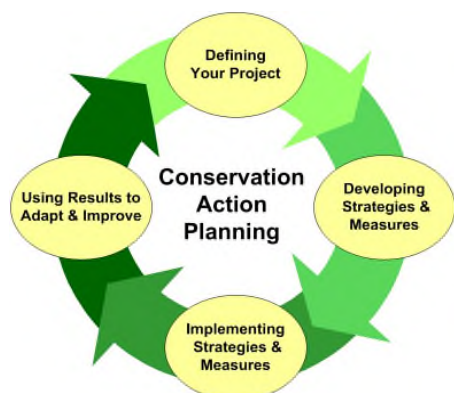 Defining
Your Project
Conservation
Action
Planning
Developing
Strategies &
Measures
Implementing
Strategies &
Measures
Using Results to
Adapt & Improve